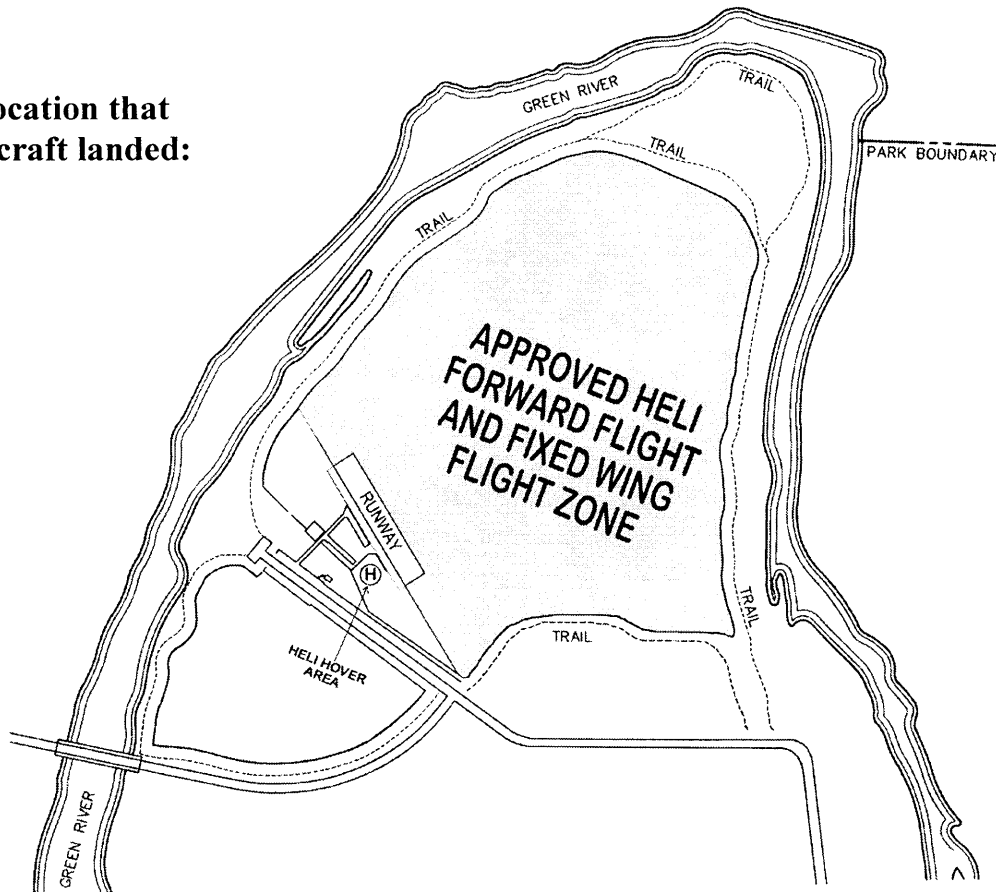 ocation that
craft landed:
GREEN RIVER
TRAIL
TRAIL
PARK BOUNDARY
TRAIL
APPROVED HELI
FORWARD FLIGHT
AND FIXED WING
FLIGHT ZONE
RUNWAY
H
TRAIL
TRAIL
HELI HOVER
AREA
GREEN RIVER